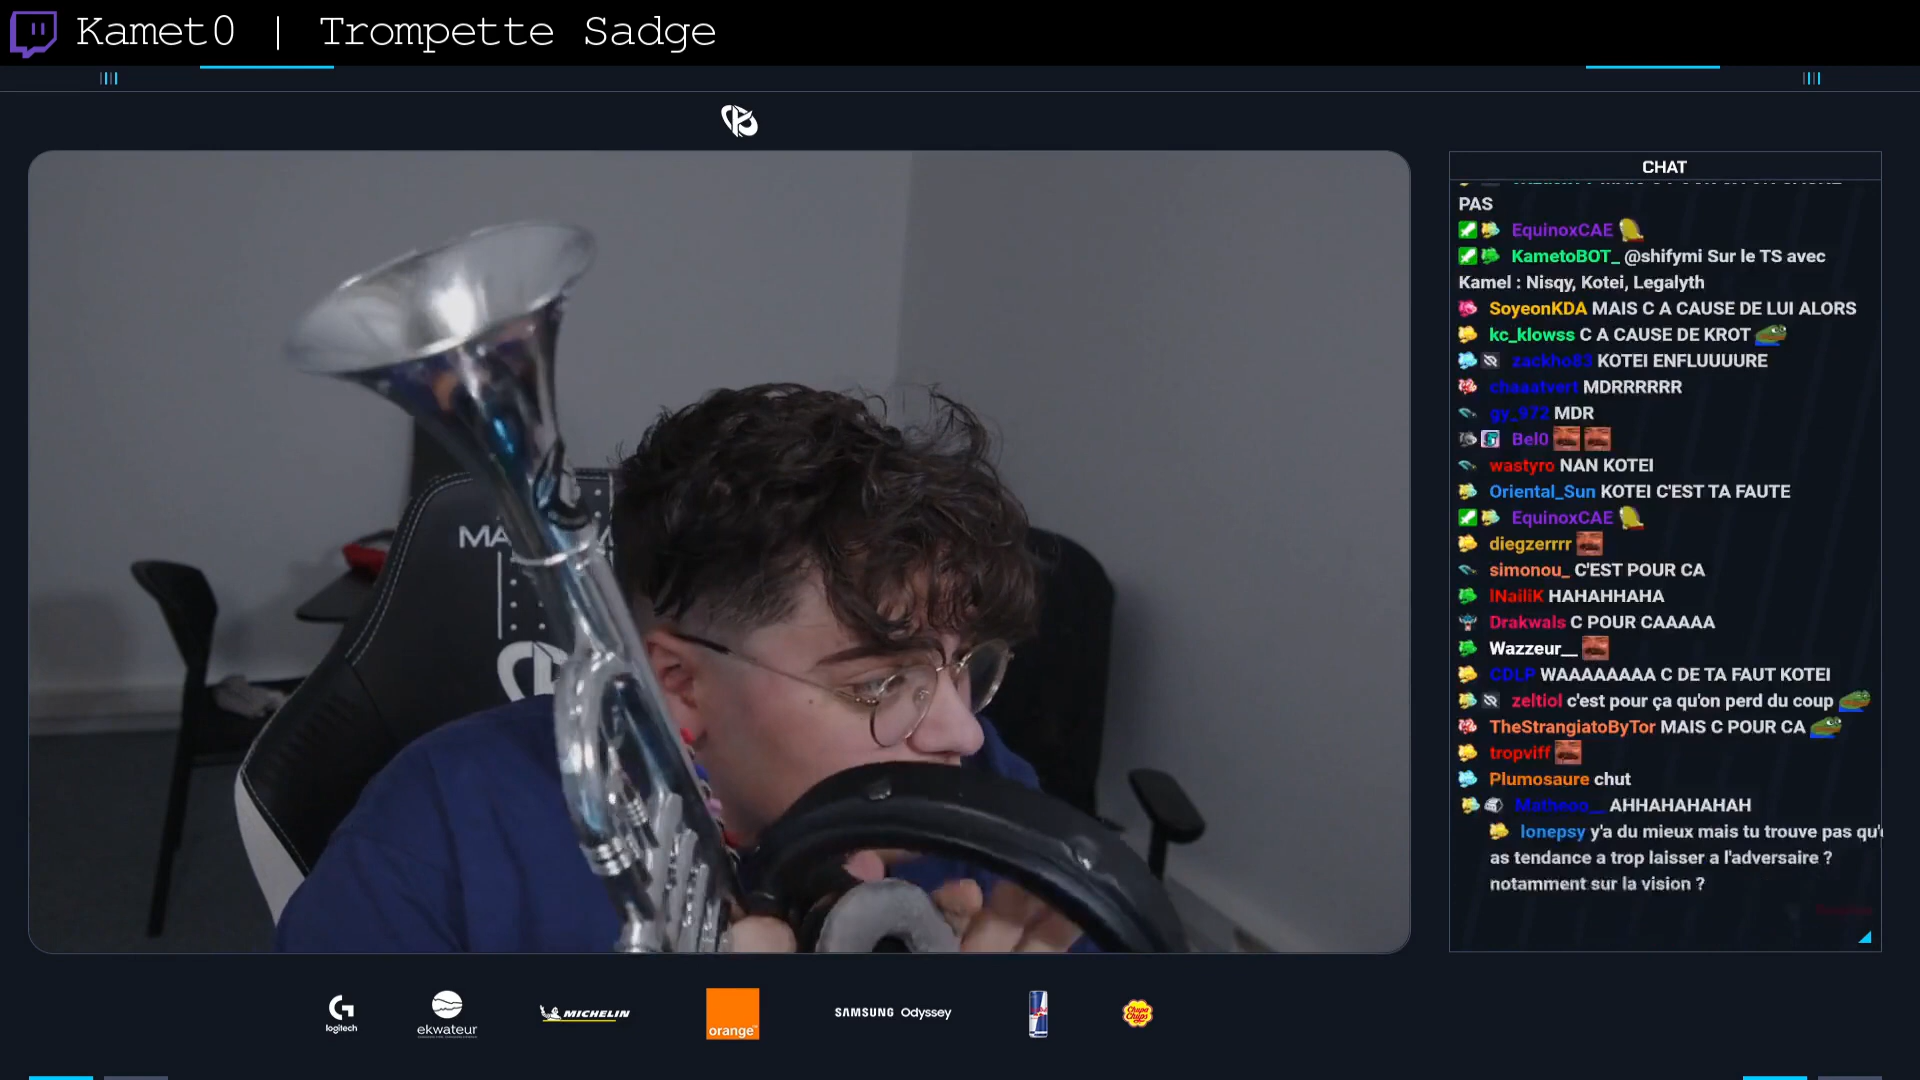 Kamet0 | Trompette Sadge
CHAT
PAS
EquinoxCAE
KametoBOT_ @shifymi Sur le TS avec
Kamel : Nisqy, Kotei, Legalyth
SoyeonKDA MAIS C A CAUSE DE LUI ALORS
kc_klowss C A CAUSE DE KROT
zackho83 KOTEI ENFLUUUURE
chaaatvert MDRRRRRR
gy_972 MDR
Bel0
wastyro NAN KOTEI
Oriental_Sun KOTEI C'EST TA FAUTE
EquinoxCAE
diegzerrrr
simonou_ C'EST POUR CA
lNailiK HAHAHHAHA
Drakwals C POUR CAAAAA
Wazzeur__
CDLP WAAAAAAAA C DE TA FAUT KOTEI
zeltiol c'est pour ça qu'on perd du coup
TheStrangiatoByTor MAIS C POUR CA
tropviff
Plumosaure chut
Matheoo__ AHHAHAHAHAH
lonepsy y'a du mieux mais tu trouve pas qu'
as tendance a trop laisser a l'adversaire ?
notamment sur la vision ?
logitech
ekwateur
MICHELIN
orange
SAMSUNG Odyssey
Chupa Chups